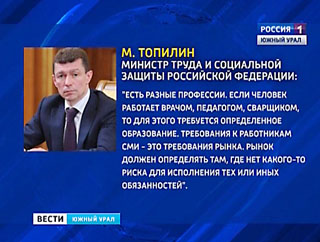 РОССИЯ 1
ЮЖНЫЙ УРАЛ
М. ТОПИЛИН
МИНИСТР ТРУДА И СОЦИАЛЬНОЙ
ЗАЩИТЫ РОССИЙСКОЙ ФЕДЕРАЦИИ:
"ЕСТЬ РАЗНЫЕ ПРОФЕССИИ. ЕСЛИ ЧЕЛОВЕК
РАБОТАЕТ ВРАЧОМ, ПЕДАГОГОМ, СВАРЩИКОМ,
ТО ДЛЯ ЭТОГО ТРЕБУЕТСЯ ОПРЕДЕЛЕННОЕ
ОБРАЗОВАНИЕ. ТРЕБОВАНИЯ К РАБОТНИКАМ
СМИ - ЭТО ТРЕБОВАНИЯ РЫНКА. РЫНОК
ДОЛЖЕН ОПРЕДЕЛЯТЬ ТАМ, ГДЕ НЕТ КАКОГО-ТО
РИСКА ДЛЯ ИСПОЛНЕНИЯ ТЕХ ИЛИ ИНЫХ
ОБЯЗАННОСТЕЙ".
ВЕСТИ ЮЖНЫЙ УРАЛ